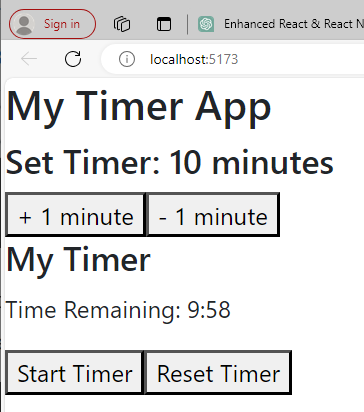 Sign in
Enhanced React & React N
localhost:5173
My Timer App
Set Timer: 10 minutes
+ 1 minute - 1 minute
My Timer
Time Remaining: 9:58
Start Timer Reset Timer